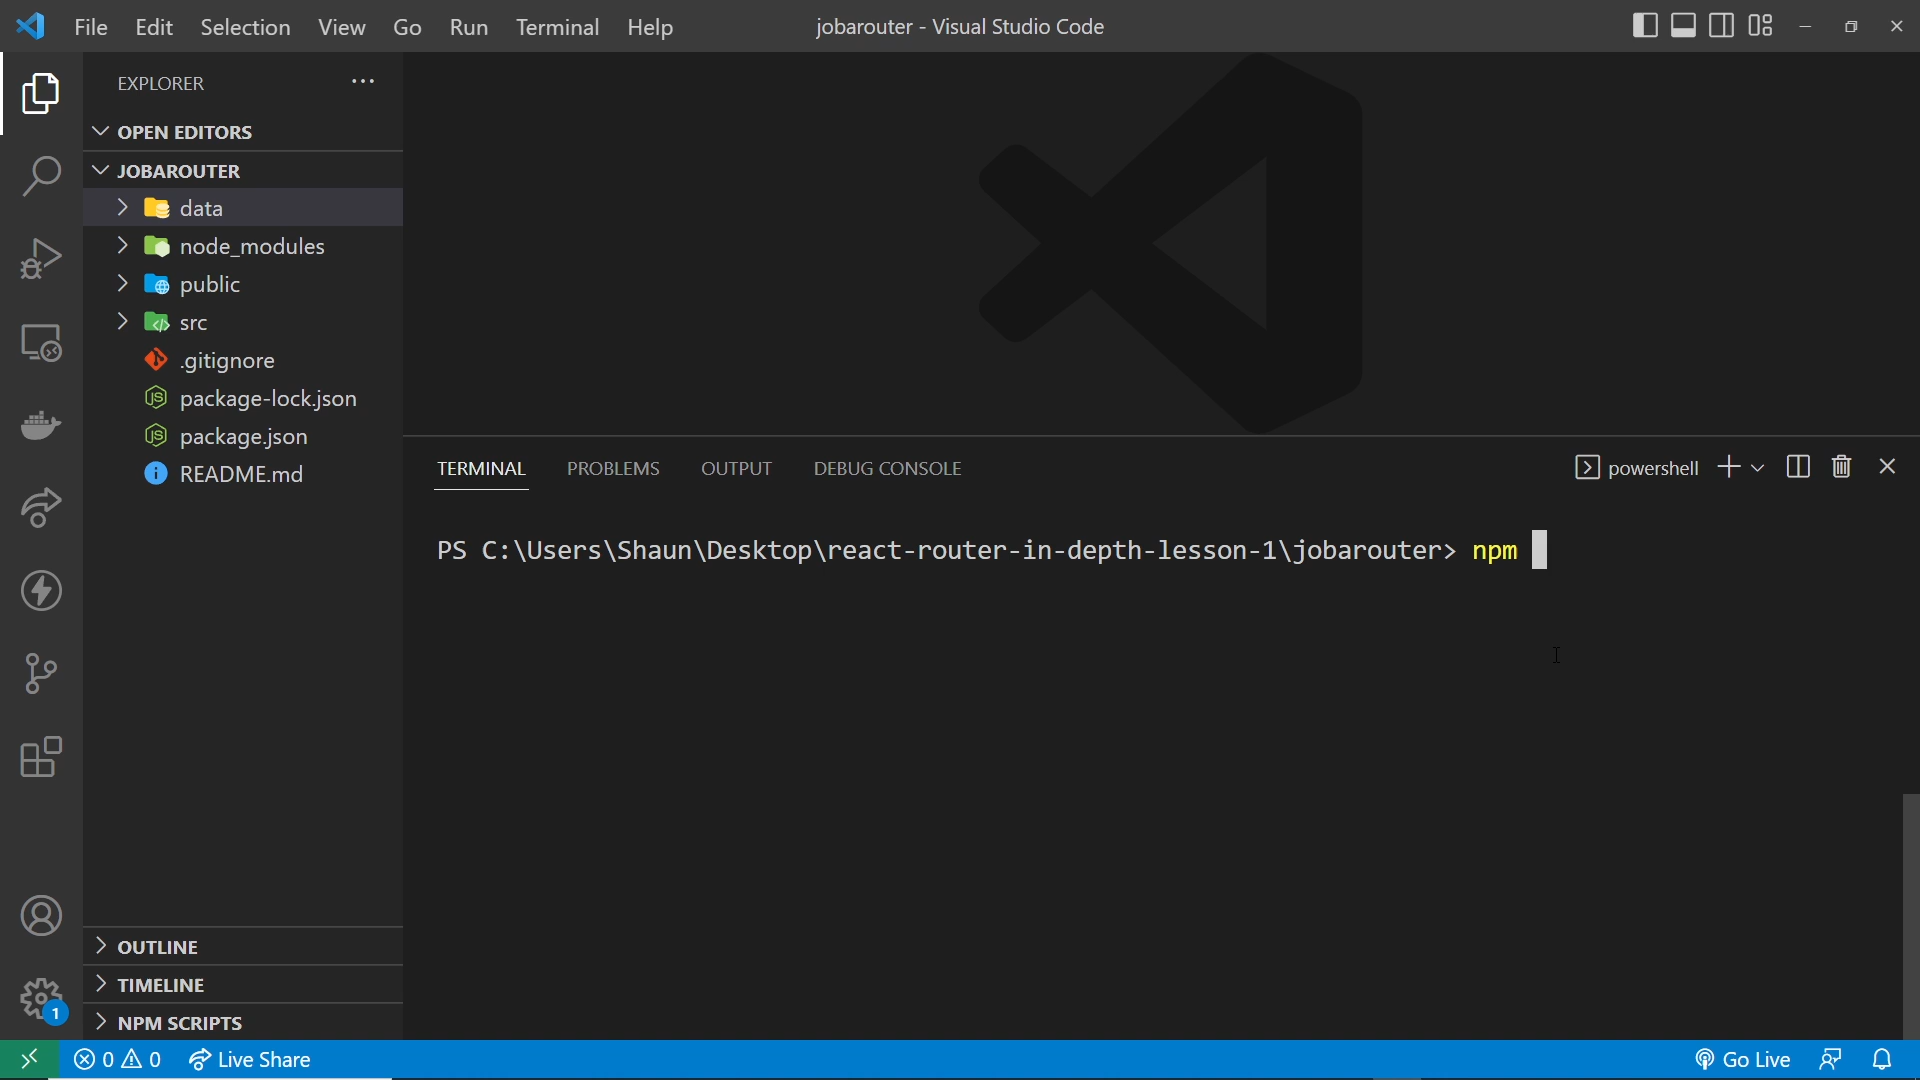 File Edit Selection View Go Run Terminal Help
jobarouter - Visual Studio Code
EXPLORER
OPEN EDITORS
JOBAROUTER
data
node_modules
public
src
.gitignore
package-lock.json
package.json
README.md
OUTLINE
TIMELINE
NPM SCRIPTS
TERMINAL PROBLEMS OUTPUT DEBUG CONSOLE
powershell
PS C:\Users\Shaun\Desktop\react-router-in-depth-lesson-1\jobarouter> npm
1
0 0 Live Share
Go Live